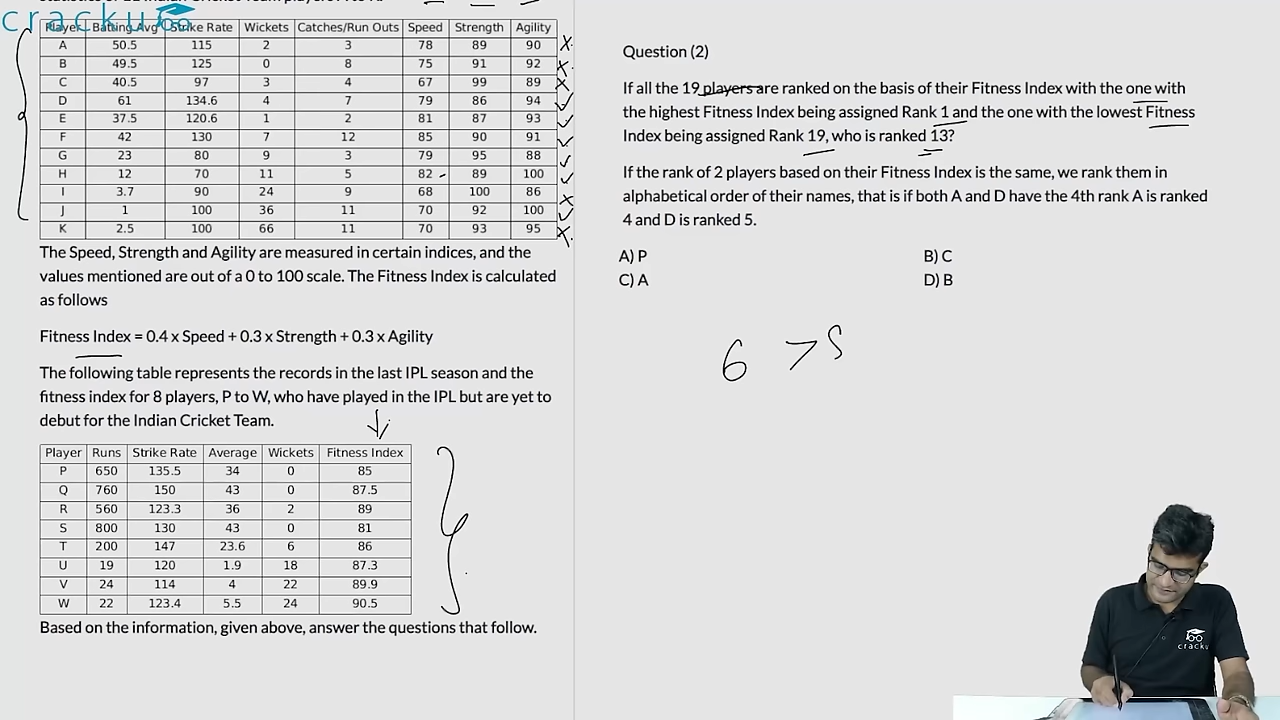 cracku
Player Batting Avg Strike Rate Wickets Catches/Run Outs Speed Strength Agility
A 50.5 115 2 3 78 89 90
B 49.5 125 0 8 75 91 92
C 40.5 97 3 4 67 99 89
D 61 134.6 4 7 79 86 94
E 37.5 120.6 1 2 81 87 93
F 42 130 7 12 85 90 91
G 23 80 9 3 79 95 88
H 12 70 11 5 82 89 100
I 3.7 90 24 9 68 100 86
J 1 100 36 11 70 92 100
K 2.5 100 66 11 70 93 95
The Speed, Strength and Agility are measured in certain indices, and the
values mentioned are out of a 0 to 100 scale. The Fitness Index is calculated
as follows
Fitness Index = 0.4 x Speed + 0.3 x Strength + 0.3 x Agility
The following table represents the records in the last IPL season and the
fitness index for 8 players, P to W, who have played in the IPL but are yet to
debut for the Indian Cricket Team.
Player Runs Strike Rate Average Wickets Fitness Index
P 650 135.5 34 0 85
Q 760 150 43 0 87.5
R 560 123.3 36 2 89
S 800 130 43 0 81
T 200 147 23.6 6 86
U 19 120 1.9 18 87.3
V 24 114 4 22 89.9
W 22 123.4 5.5 24 90.5
Based on the information, given above, answer the questions that follow.
Question (2)
If all the 19 players are ranked on the basis of their Fitness Index with the one with
the highest Fitness Index being assigned Rank 1 and the one with the lowest Fitness
Index being assigned Rank 19, who is ranked 13?
If the rank of 2 players based on their Fitness Index is the same, we rank them in
alphabetical order of their names, that is if both A and D have the 4th rank A is ranked
4 and D is ranked 5.
A) P B) C
C) A D) B
6 > S
cracku